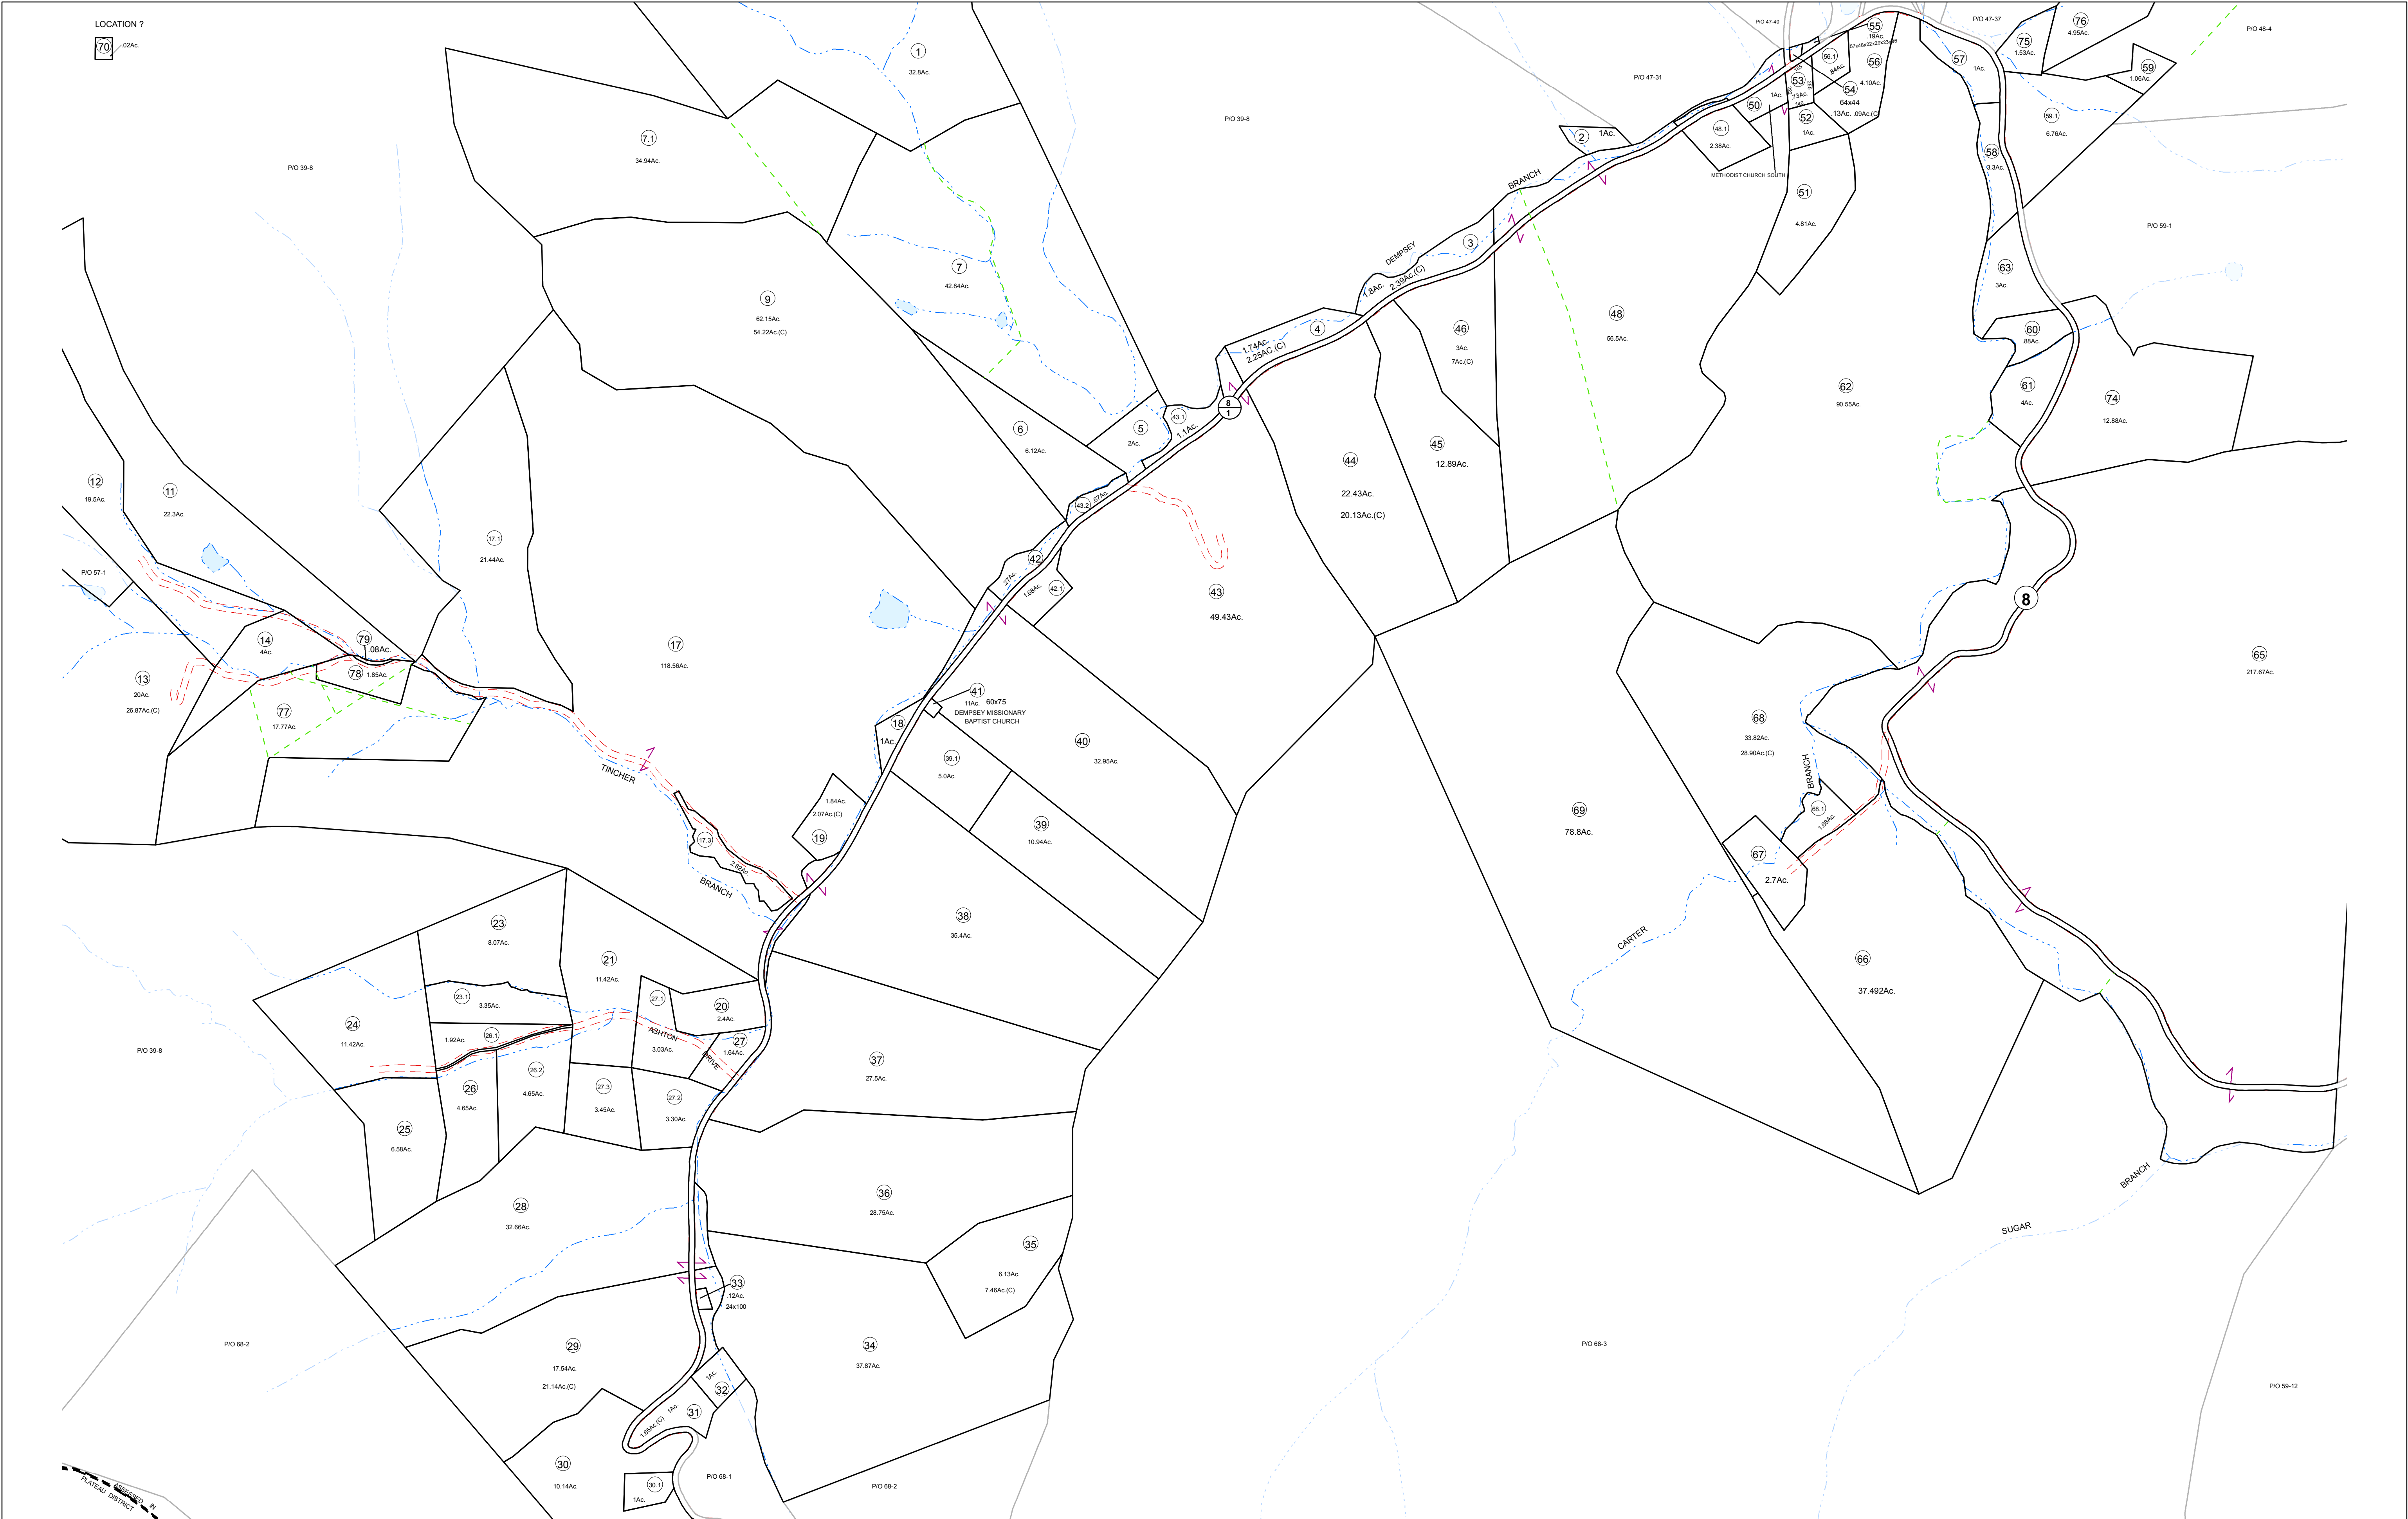 LOCATION ?
70
.02Ac.
1
32.8Ac.
7.1
34.94Ac.
P/O 39-8
P/O 39-8
P/O 47-31
P/O 47-40
P/O 47-37
P/O 48-4
55
.19Ac.
56.1
.84Ac.
56
4.10Ac.
53
.73Ac.
54
64x44
.13Ac. .09Ac.(C)
50
1Ac.
52
1Ac.
48.1
2.38Ac.
METHODIST CHURCH SOUTH
51
4.81Ac.
57
1Ac.
75
1.53Ac.
76
4.95Ac.
59
1.06Ac.
59.1
6.76Ac.
58
3.3Ac.
P/O 59-1
63
3Ac.
60
.88Ac.
61
4Ac.
74
12.88Ac.
2
1Ac.
DEMPSEY
BRANCH
3
1.8Ac.
2.39Ac.(C)
4
1.74Ac.
2.25AC.(C)
46
3Ac.
7Ac.(C)
48
56.5Ac.
62
90.55Ac.
7
42.84Ac.
9
62.15Ac.
54.22Ac.(C)
8
1
43.1
1.1Ac.
5
2Ac.
6
6.12Ac.
43.2
.87Ac.
44
22.43Ac.
20.13Ac.(C)
45
12.89Ac.
12
19.5Ac.
11
22.3Ac.
17.1
21.44Ac.
P/O 57-1
42
.37Ac.
42.1
1.68Ac.
43
49.43Ac.
8
65
217.67Ac.
14
4Ac.
79
.08Ac.
78
1.85Ac.
13
20Ac.
26.87Ac.(C)
77
17.77Ac.
17
118.56Ac.
41
11Ac. 60x75
DEMPSEY MISSIONARY
BAPTIST CHURCH
18
1Ac.
40
32.95Ac.
39.1
5.0Ac.
39
10.94Ac.
TINCHER
BRANCH
17.3
2.82Ac.
1.84Ac.
2.07Ac.(C)
19
68
33.82Ac.
28.90Ac.(C)
BRANCH
68.1
1.68Ac.
69
78.8Ac.
67
2.7Ac.
CARTER
66
37.492Ac.
38
35.4Ac.
23
8.07Ac.
21
11.42Ac.
23.1
3.35Ac.
27.1
20
2.4Ac.
24
11.42Ac.
26.1
1.92Ac.
ASHTON
DRIVE
3.03Ac.
27
1.64Ac.
P/O 39-8
26
4.65Ac.
26.2
4.65Ac.
27.3
3.45Ac.
27.2
3.30Ac.
37
27.5Ac.
25
6.58Ac.
28
32.66Ac.
36
28.75Ac.
35
6.13Ac.
7.46Ac.(C)
BRANCH
SUGAR
33
.12Ac.
24x100
29
17.54Ac.
21.14Ac.(C)
34
37.87Ac.
P/O 68-2
P/O 68-3
P/O 59-12
32
1Ac.
31
1Ac.
1.65Ac.(C)
30
10.14Ac.
30.1
1Ac.
P/O 68-1
P/O 68-2
ASSESSED IN
PLATEAU DISTRICT